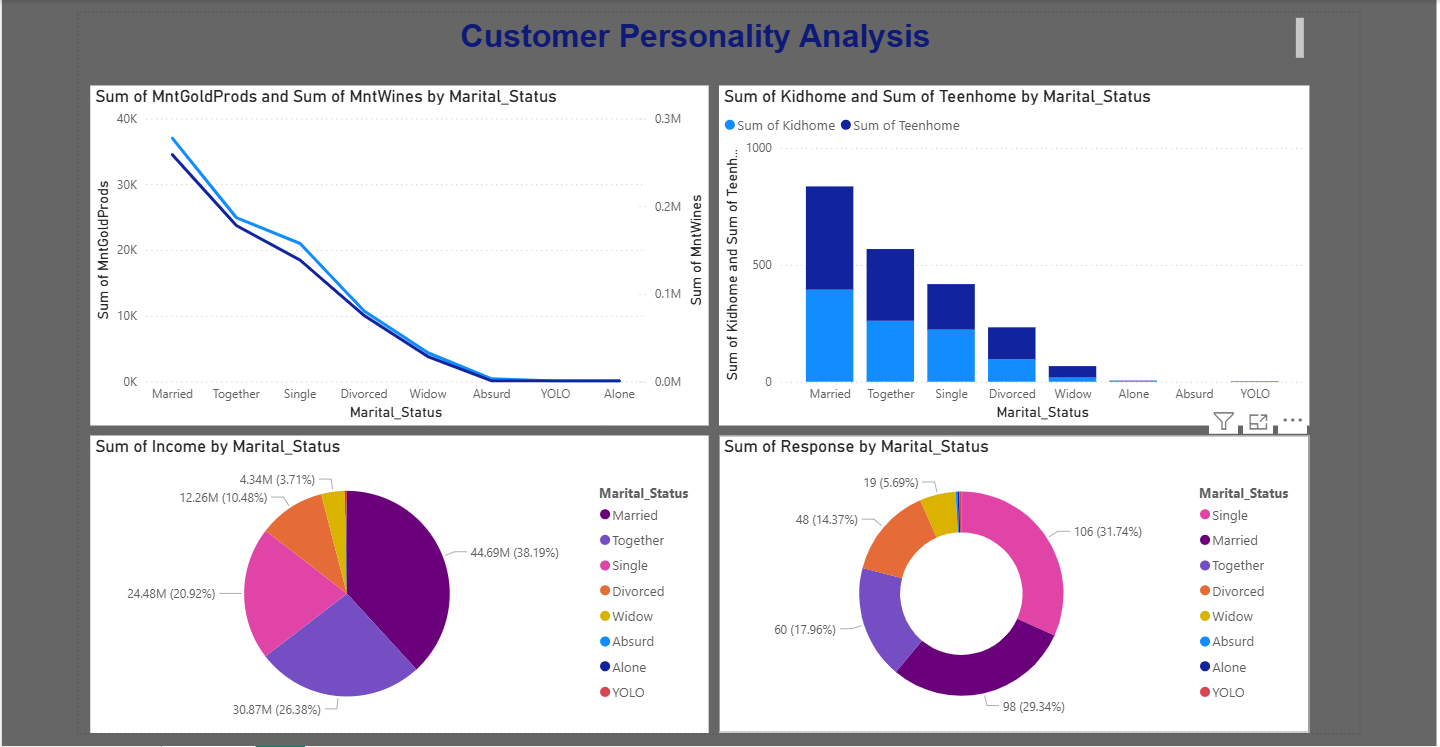 Customer Personality Analysis
Sum of MntGoldProds and Sum of MntWines by Marital_Status
40K
30K
20K
10K
0K
Sum of MntGoldProds
0.3M
0.2M
0.1M
0.0M
Sum of MntWines
Married Together Single Divorced Widow Absurd YOLO Alone
Marital_Status
Sum of Kidhome and Sum of Teenhome by Marital_Status
Sum of Kidhome Sum of Teenhome
1000
500
0
Sum of Kidhome and Sum of Teenh...
Married Together Single Divorced Widow Alone Absurd YOLO
Marital_Status
Sum of Income by Marital_Status
4.34M (3.71%)
12.26M (10.48%)
44.69M (38.19%)
24.48M (20.92%)
30.87M (26.38%)
Marital_Status
Married
Together
Single
Divorced
Widow
Absurd
Alone
YOLO
Sum of Response by Marital_Status
19 (5.69%)
48 (14.37%)
106 (31.74%)
60 (17.96%)
98 (29.34%)
Marital_Status
Single
Married
Together
Divorced
Widow
Absurd
Alone
YOLO